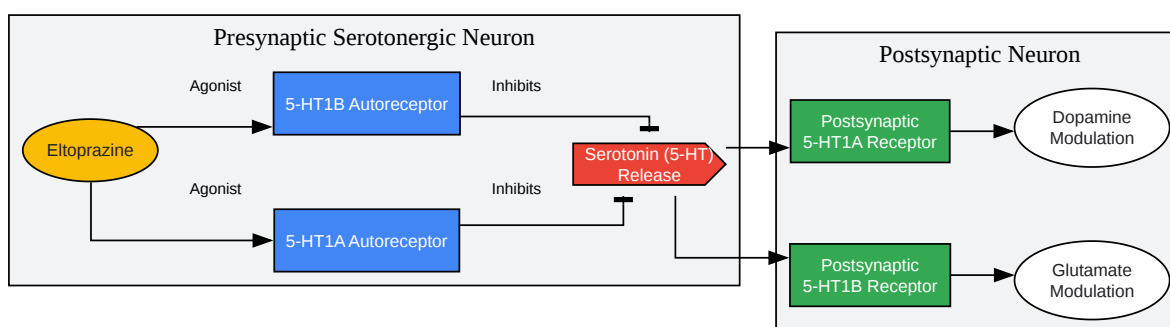 Presynaptic Serotonergic Neuron
Postsynaptic Neuron
Agonist
Inhibits
5-HT1B Autoreceptor
Eltoprazine
Serotonin (5-HT)
Release
Agonist
Inhibits
5-HT1A Autoreceptor
Postsynaptic
5-HT1A Receptor
Dopamine
Modulation
Postsynaptic
5-HT1B Receptor
Glutamate
Modulation